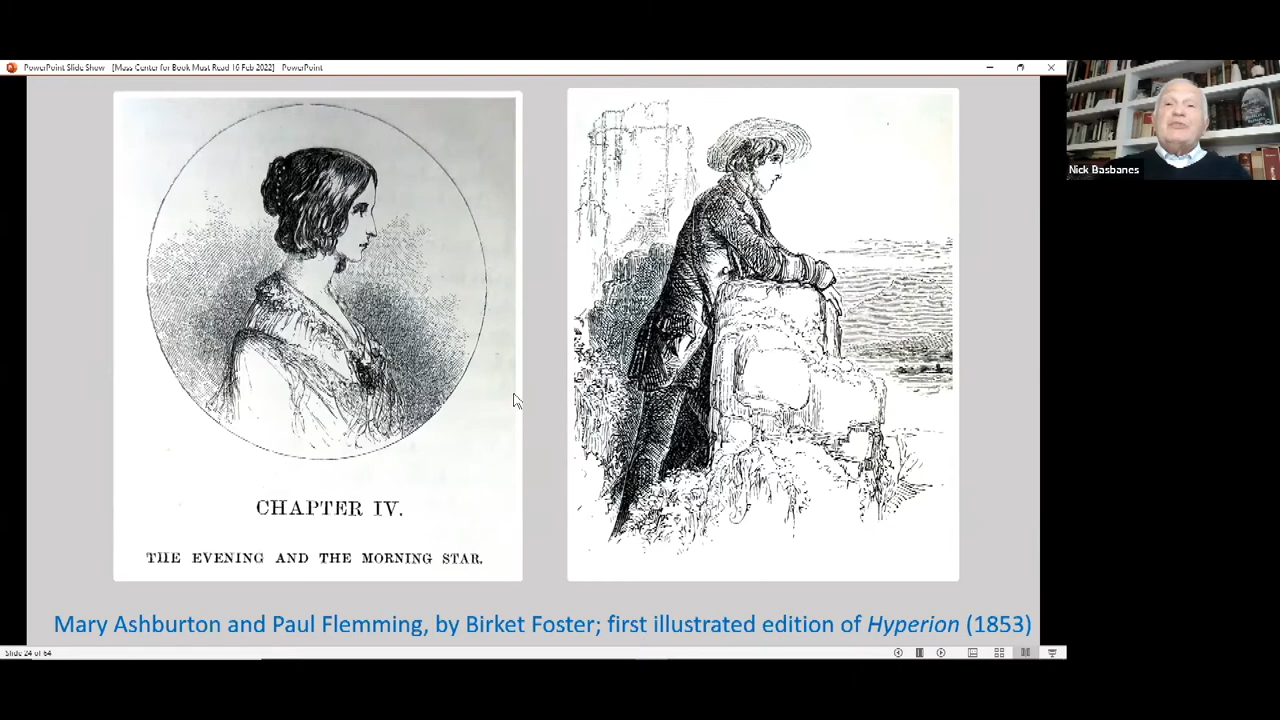 PowerPoint Slide Show - [Mass Center for Book Must Read 16 Feb 2022] - PowerPoint
Nick Basbanes
CHAPTER IV.
THE EVENING AND THE MORNING STAR.
Mary Ashburton and Paul Flemming, by Birket Foster; first illustrated edition of Hyperion (1853)
Slide 24 of 64